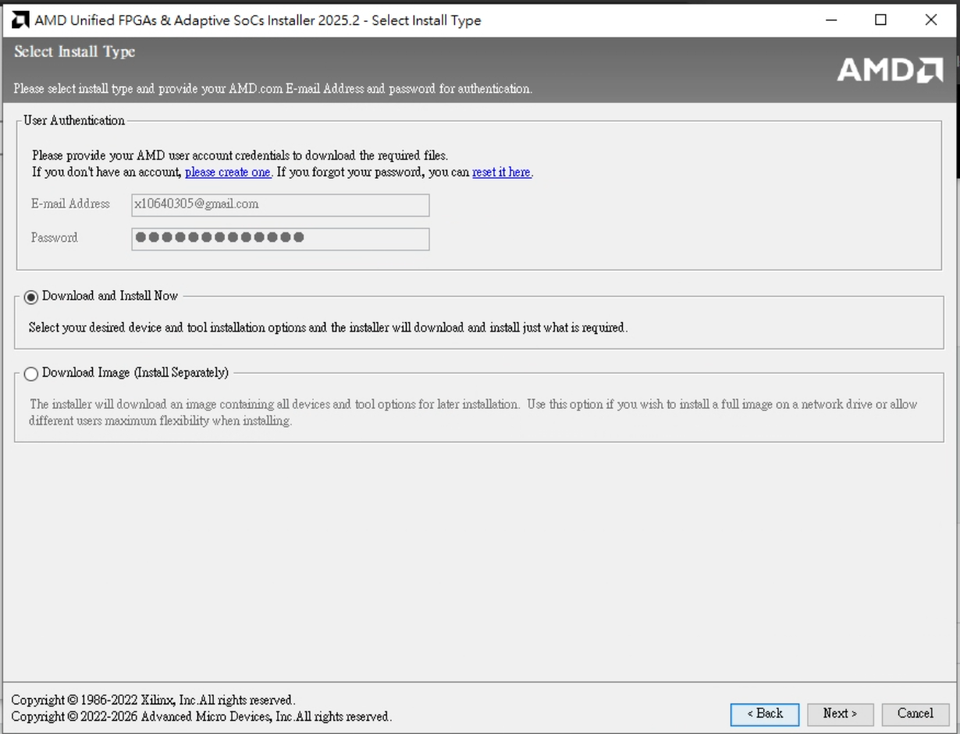 AMD Unified FPGAs & Adaptive SoCs Installer 2025.2 - Select Install Type
Select Install Type
AMD
Please select install type and provide your AMD.com E-mail Address and password for authentication.
User Authentication
Please provide your AMD user account credentials to download the required files.
If you don't have an account, please create one. If you forgot your password, you can reset it here.
E-mail Address x10640305@gmail.com
Password ●●●●●●●●●●●●●
Download and Install Now
Select your desired device and tool installation options and the installer will download and install just what is required.
Download Image (Install Separately)
The installer will download an image containing all devices and tool options for later installation. Use this option if you wish to install a full image on a network drive or allow
different users maximum flexibility when installing.
Copyright © 1986-2022 Xilinx, Inc.All rights reserved.
Copyright © 2022-2026 Advanced Micro Devices, Inc.All rights reserved.
< Back Next > Cancel